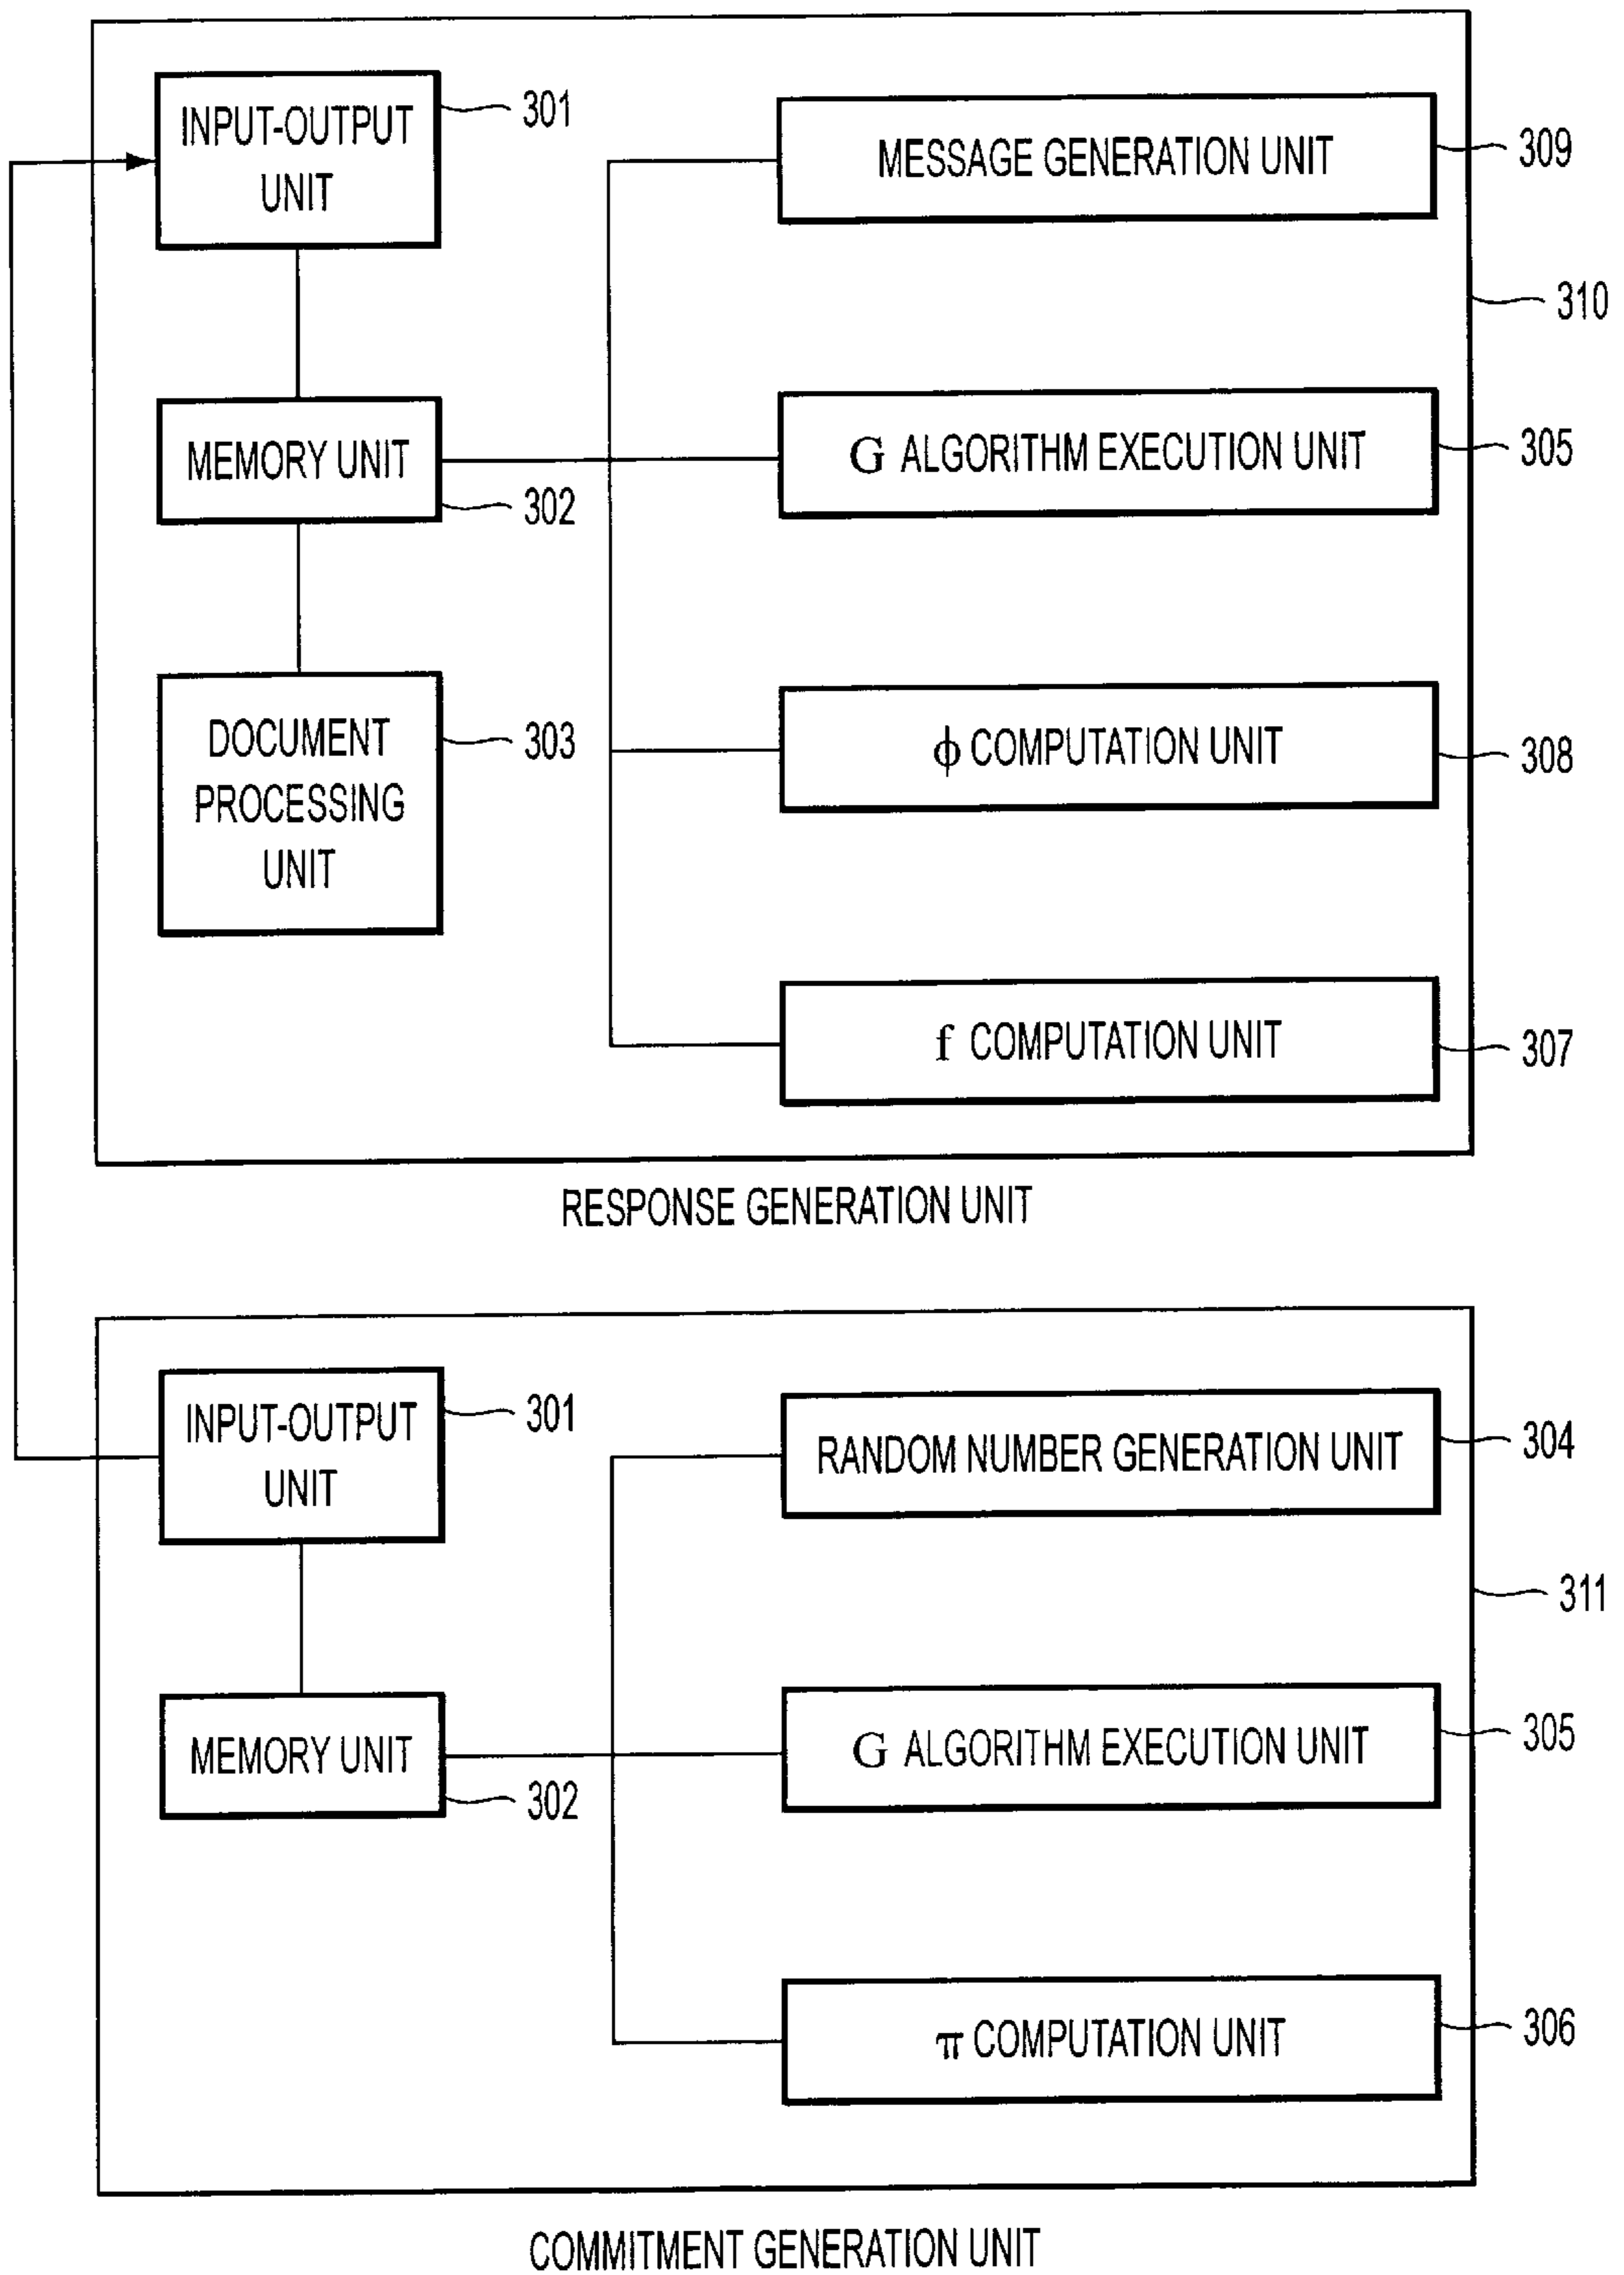 INPUT-OUTPUT
UNIT
301
MESSAGE GENERATION UNIT
309
310
MEMORY UNIT
302
G ALGORITHM EXECUTION UNIT
305
DOCUMENT
PROCESSING
UNIT
303
ϕ COMPUTATION UNIT
308
f COMPUTATION UNIT
307
RESPONSE GENERATION UNIT
INPUT-OUTPUT
UNIT
301
RANDOM NUMBER GENERATION UNIT
304
311
MEMORY UNIT
302
G ALGORITHM EXECUTION UNIT
305
π COMPUTATION UNIT
306
COMMITMENT GENERATION UNIT